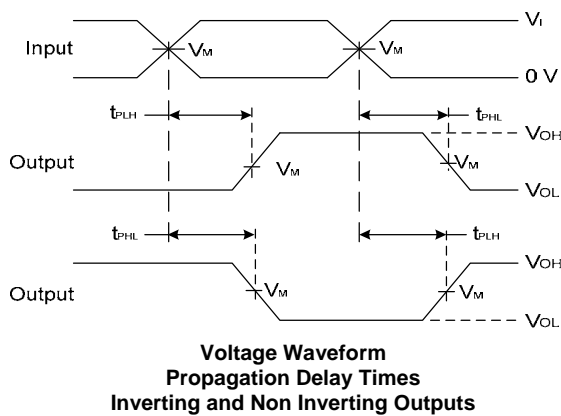 VI
Input VM VM
0 V
tPLH tPHL
VOH
Output VM VM
VOL
tPHL tPLH
VOH
Output VM VM
VOL
Voltage Waveform
Propagation Delay Times
Inverting and Non Inverting Outputs